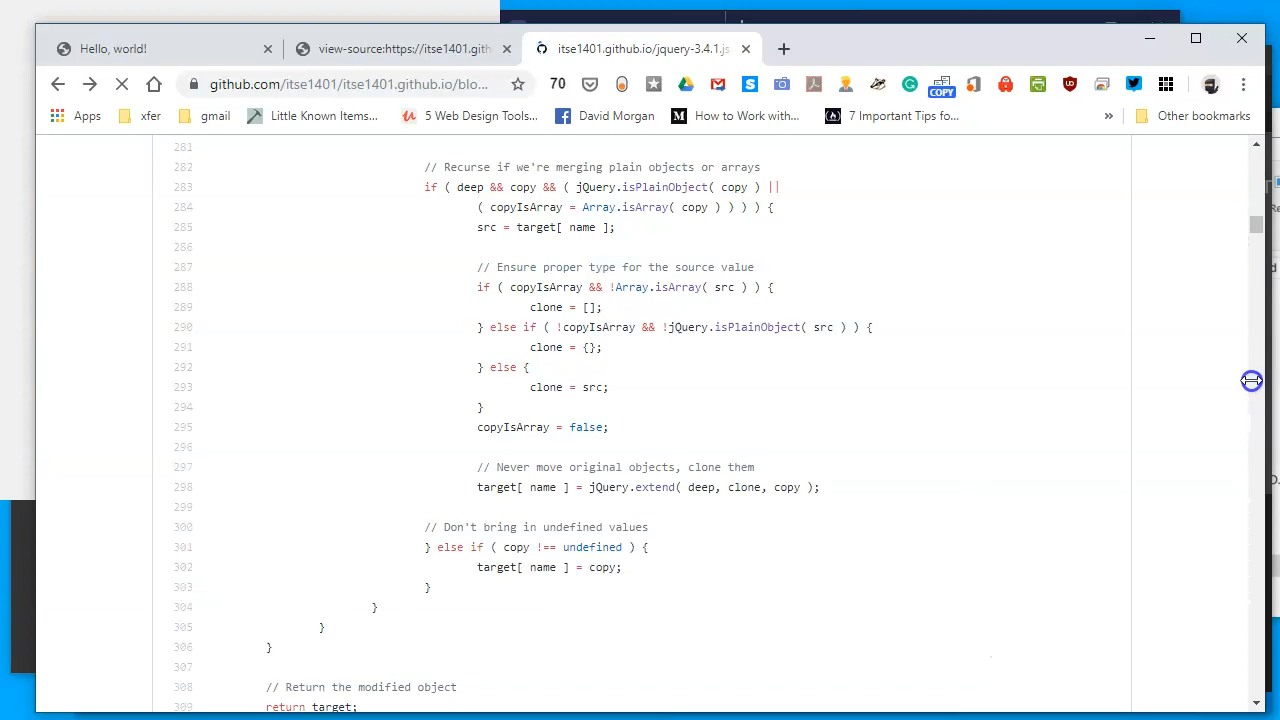 Hello, world!
view-source:https://itse1401.gith
itse1401.github.io/jquery-3.4.1.js
github.com/itse1401/itse1401.github.io/blo...
70
COPY
Apps
xfer
gmail
Little Known Items...
5 Web Design Tools...
David Morgan
How to Work with...
7 Important Tips fo...
»
Other bookmarks
281
282 // Recurse if we're merging plain objects or arrays
283 if ( deep && copy && ( jQuery.isPlainObject( copy ) ||
284 ( copyIsArray = Array.isArray( copy ) ) ) ) {
285 src = target[ name ];
286
287 // Ensure proper type for the source value
288 if ( copyIsArray && !Array.isArray( src ) ) {
289 clone = [];
290 } else if ( !copyIsArray && !jQuery.isPlainObject( src ) ) {
291 clone = {};
292 } else {
293 clone = src;
294 }
295 copyIsArray = false;
296
297 // Never move original objects, clone them
298 target[ name ] = jQuery.extend( deep, clone, copy );
299
300 // Don't bring in undefined values
301 } else if ( copy !== undefined ) {
302 target[ name ] = copy;
303 }
304 }
305 }
306 }
307
308 // Return the modified object
309 return target;